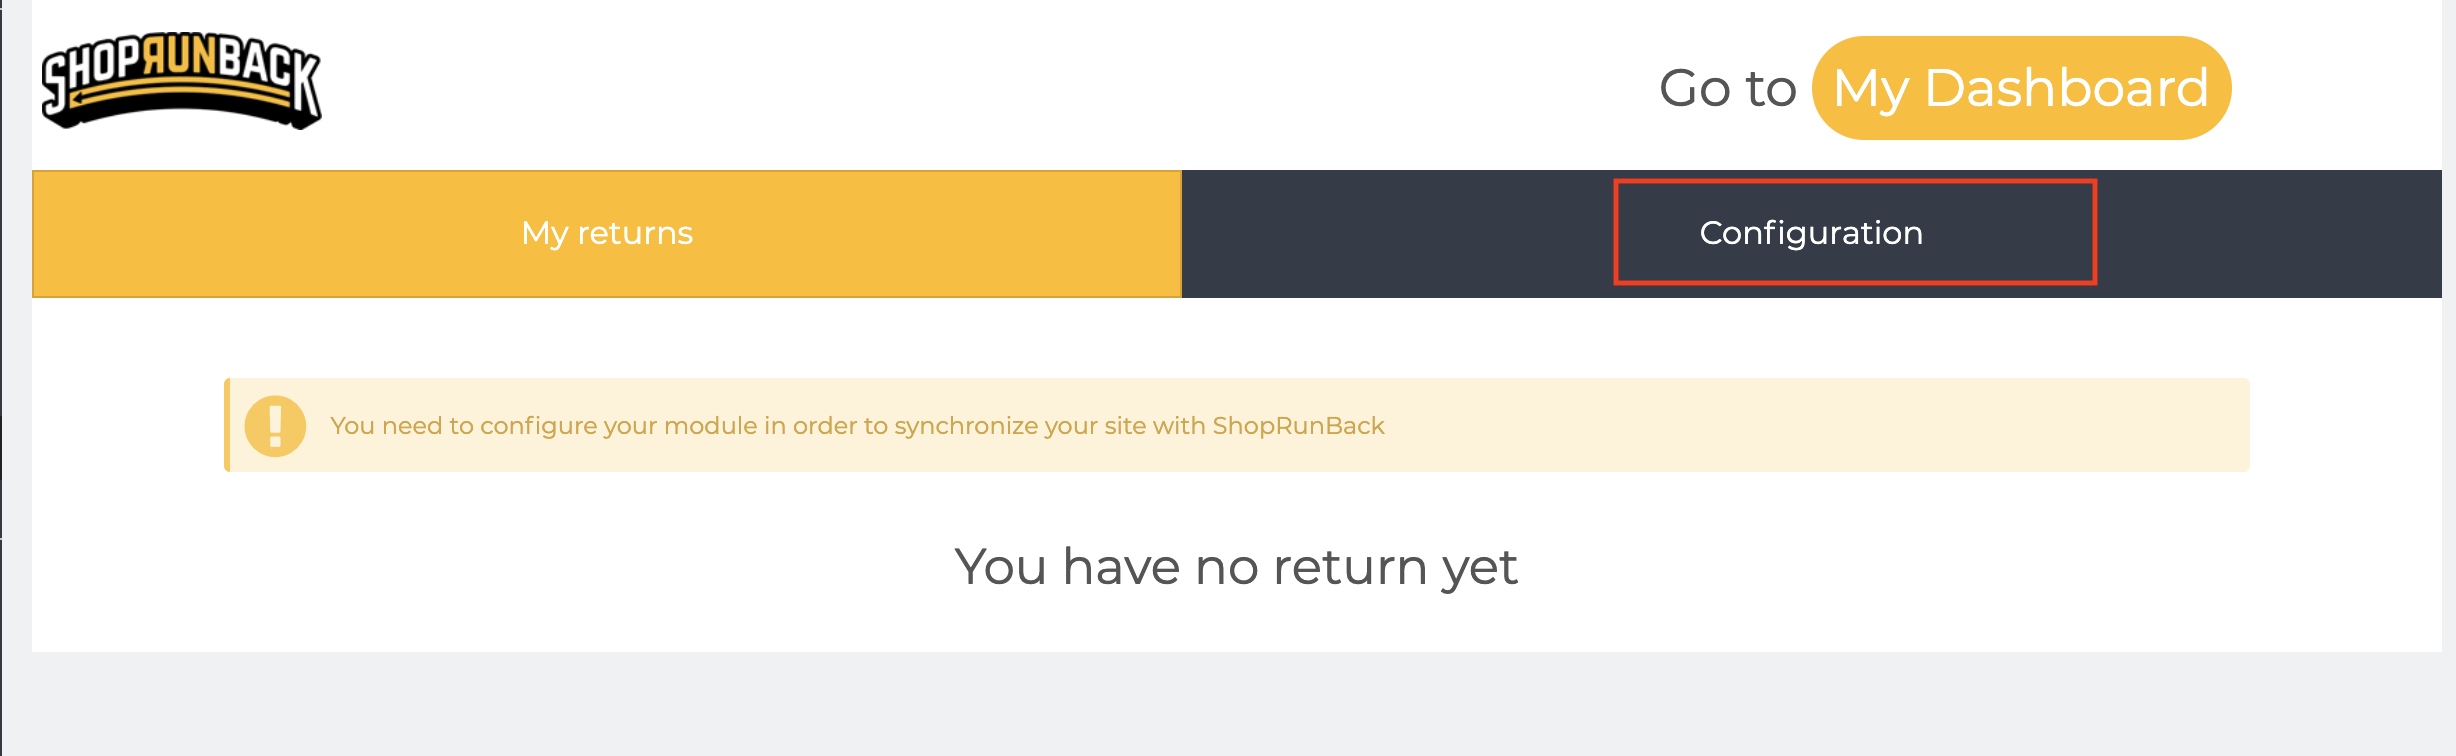 SHOPRUNBACK
Go to My Dashboard
My returns
Configuration
You need to configure your module in order to synchronize your site with ShopRunBack
You have no return yet